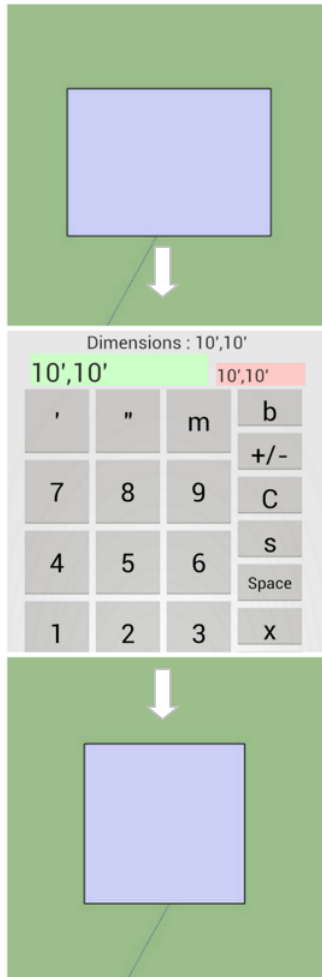 Dimensions : 10',10'
10',10' 10',10'
' " m b
+/-
7 8 9 C
s
4 5 6 Space
1 2 3 x